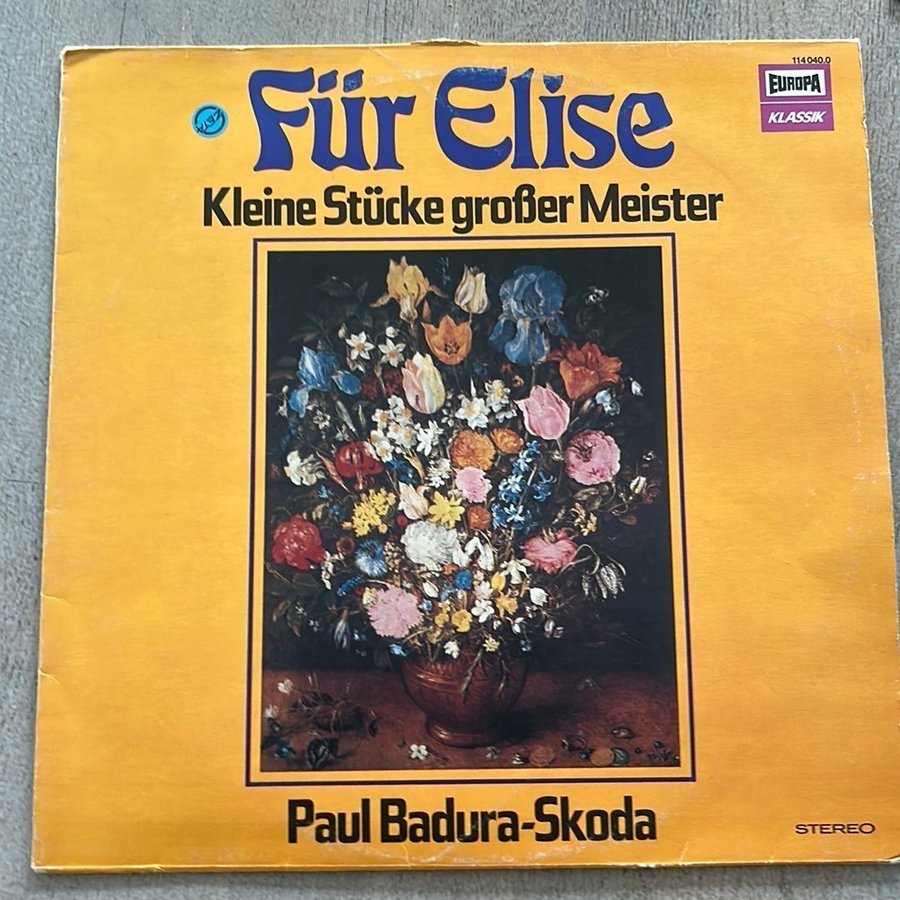 114 040.0
EUROPA
KLASSIK
Für Elise
Kleine Stücke großer Meister
Paul Badura-Skoda
STEREO